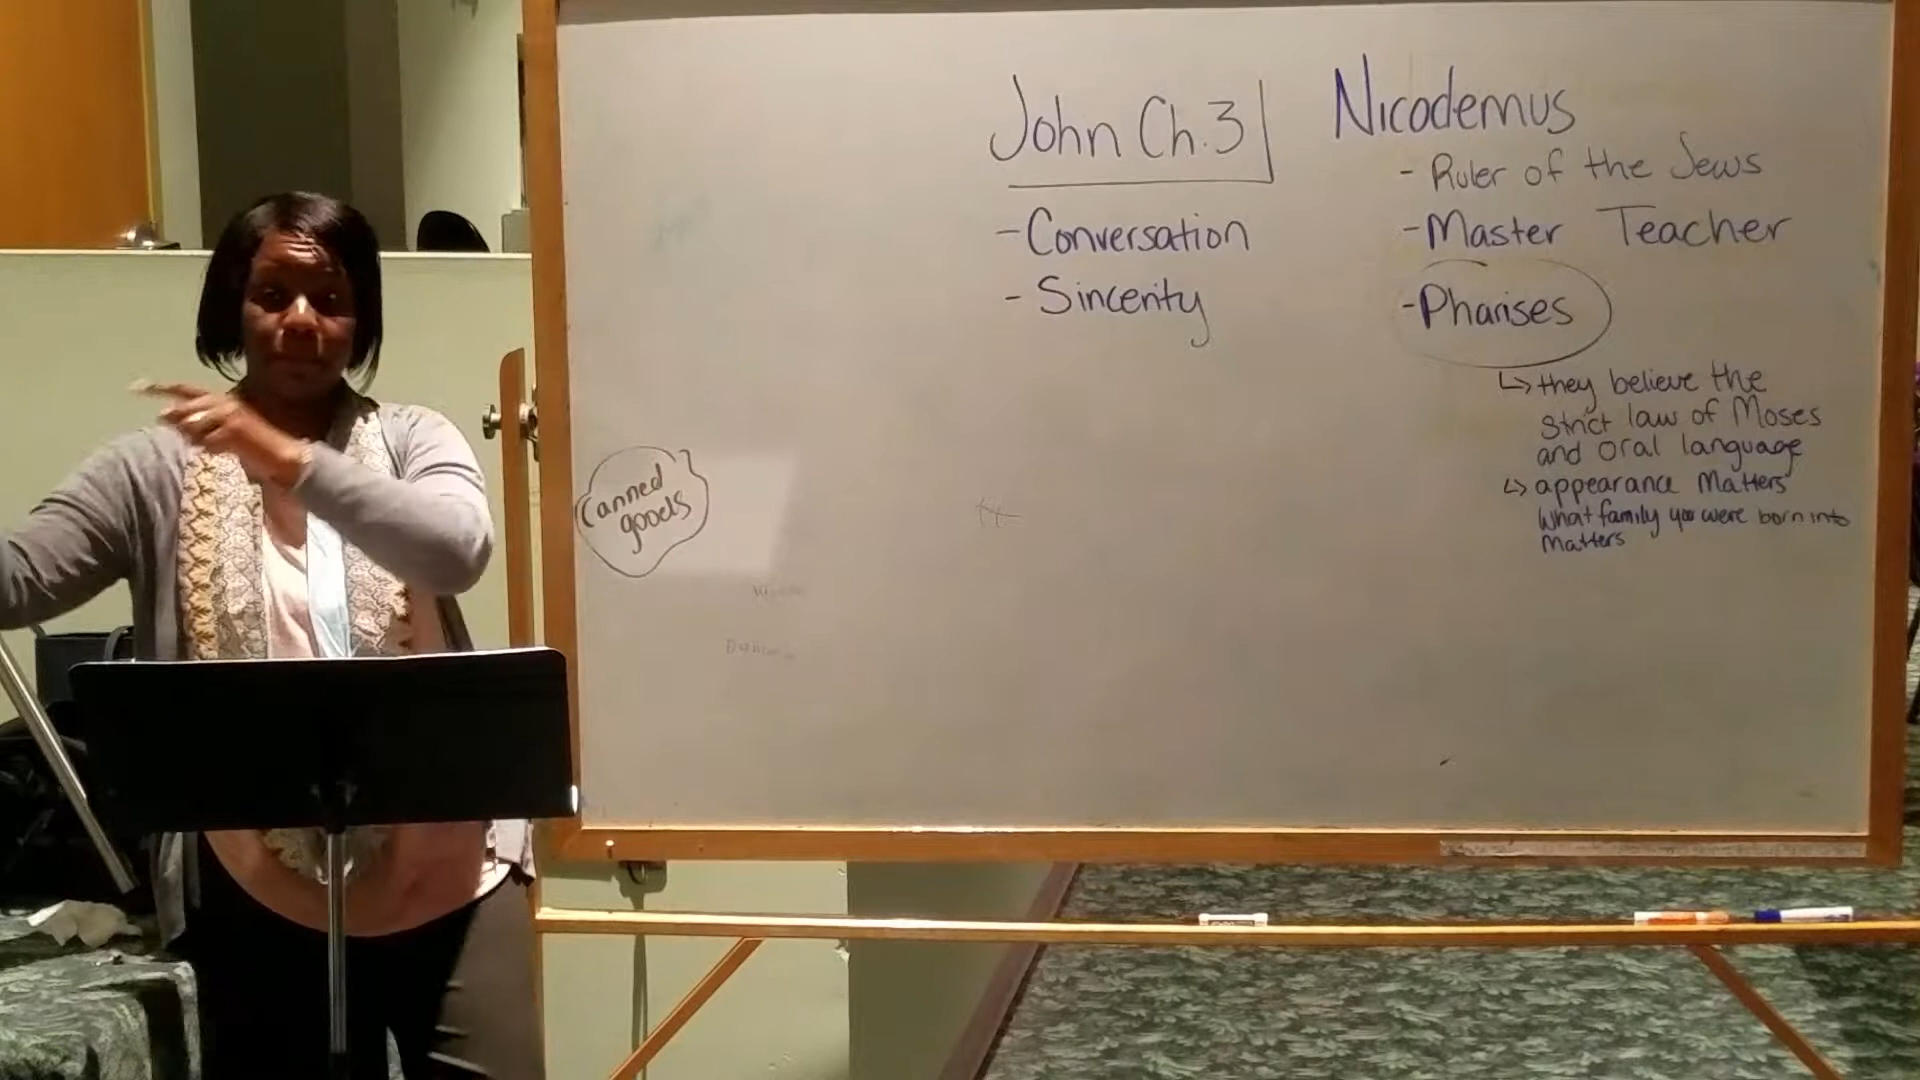 John Ch.3
- Conversation
- Sincerity
Nicodemus
- Ruler of the Jews
- Master Teacher
- Pharises
↳ they believe the
strict law of Moses
and oral language
↳ appearance Matters
What family you were born into
Matters
Canned
goods